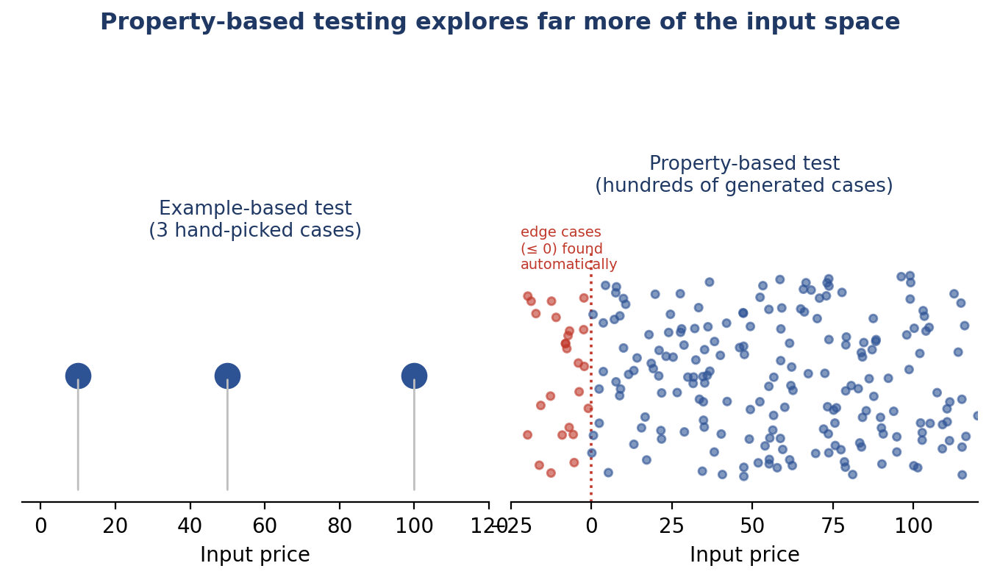 Property-based testing explores far more of the input space
Example-based test
(3 hand-picked cases)
0 20 40 60 80 100 120
Input price
Property-based test
(hundreds of generated cases)
edge cases
(≤ 0) found
automatically
−25 0 25 50 75 100
Input price